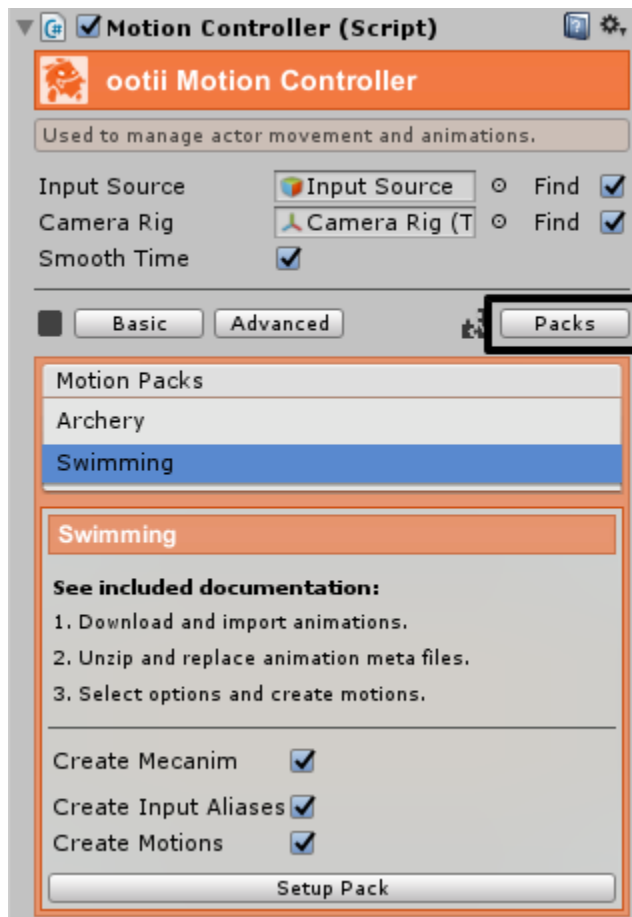 Motion Controller (Script)
ootii Motion Controller
Used to manage actor movement and animations.
Input Source Input Source Find
Camera Rig Camera Rig (T Find
Smooth Time
Basic Advanced Packs
Motion Packs
Archery
Swimming
Swimming
See included documentation:
1. Download and import animations.
2. Unzip and replace animation meta files.
3. Select options and create motions.
Create Mecanim
Create Input Aliases
Create Motions
Setup Pack